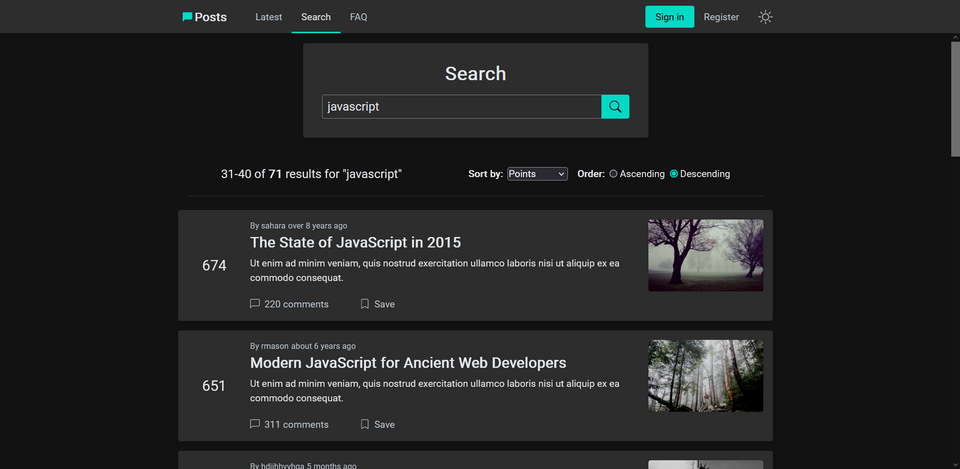 Posts Latest Search FAQ Sign in Register
Search
javascript
31-40 of 71 results for "javascript" Sort by: Points Order: Ascending Descending
By sahara over 8 years ago
The State of JavaScript in 2015
674
Ut enim ad minim veniam, quis nostrud exercitation ullamco laboris nisi ut aliquip ex ea
commodo consequat.
220 comments Save
By rmason about 6 years ago
Modern JavaScript for Ancient Web Developers
651
Ut enim ad minim veniam, quis nostrud exercitation ullamco laboris nisi ut aliquip ex ea
commodo consequat.
311 comments Save
By 5 months ago